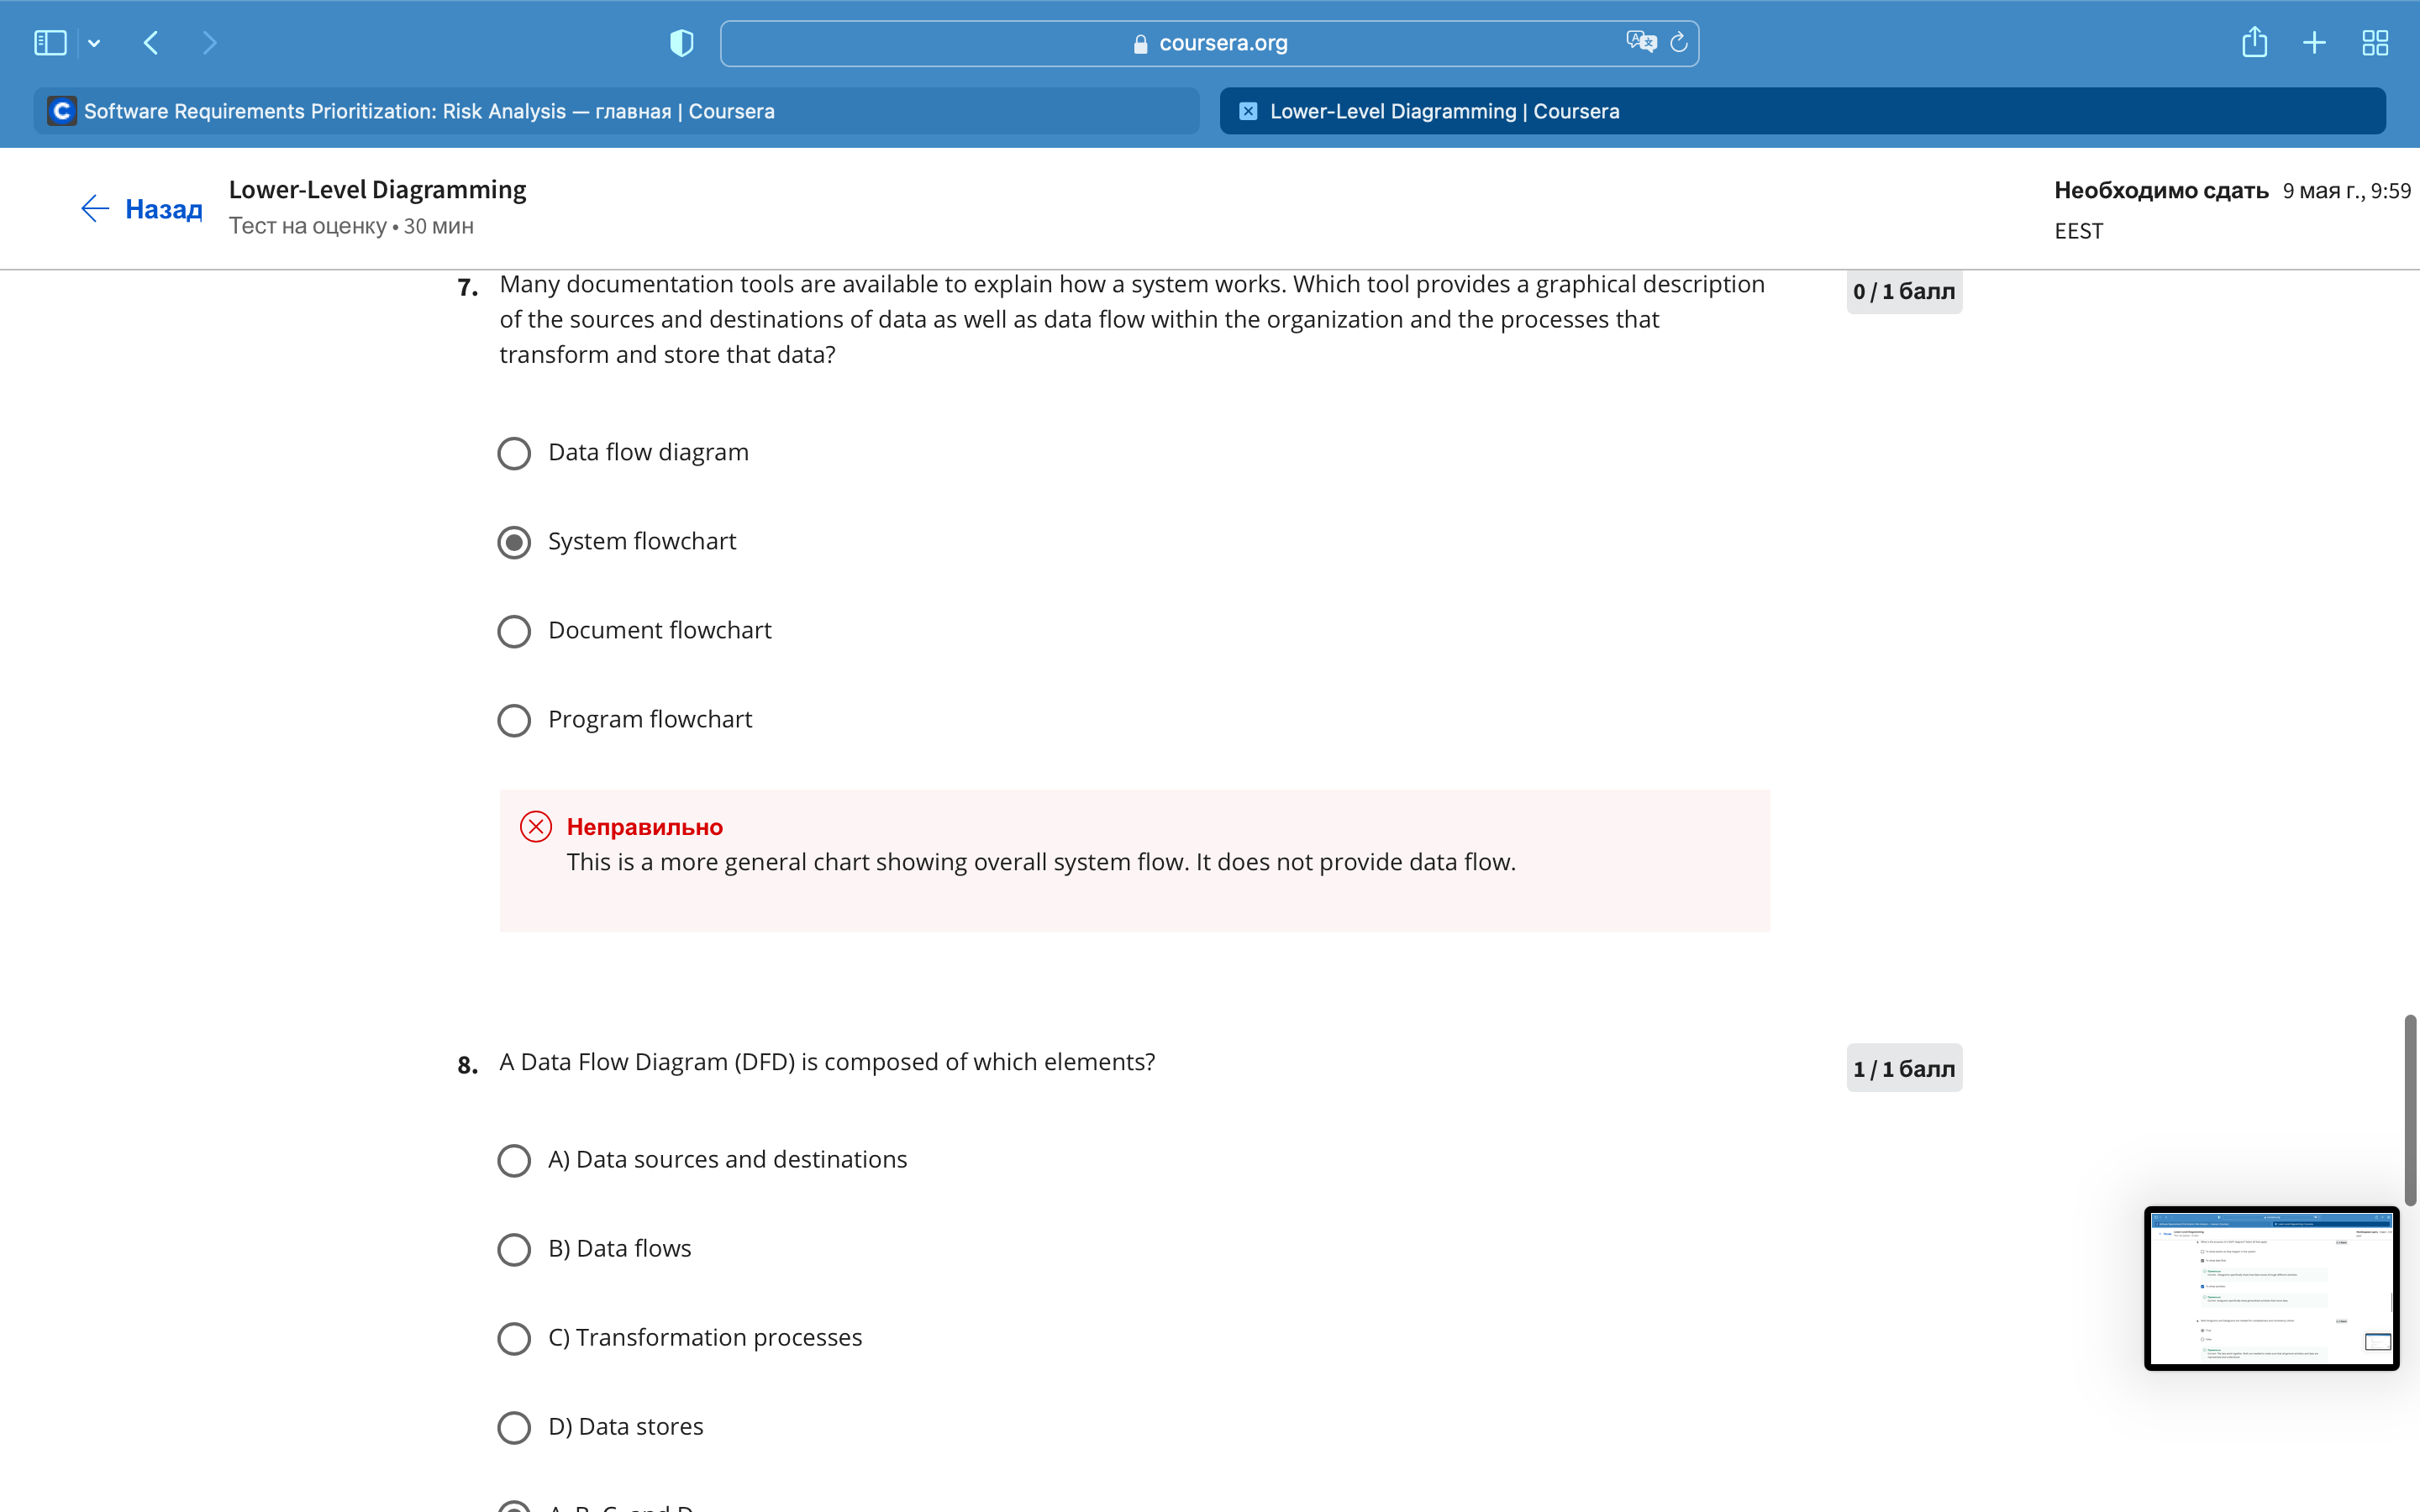 coursera.org
Software Requirements Prioritization: Risk Analysis — главная | Coursera
Lower-Level Diagramming | Coursera
Назад
Lower-Level Diagramming
Тест на оценку • 30 мин
Необходимо сдать 9 мая г., 9:59
EEST
7. Many documentation tools are available to explain how a system works. Which tool provides a graphical description
of the sources and destinations of data as well as data flow within the organization and the processes that
transform and store that data?
0 / 1 балл
Data flow diagram
System flowchart
Document flowchart
Program flowchart
Неправильно
This is a more general chart showing overall system flow. It does not provide data flow.
8. A Data Flow Diagram (DFD) is composed of which elements?
1 / 1 балл
A) Data sources and destinations
B) Data flows
C) Transformation processes
D) Data stores
A, B, C, and D